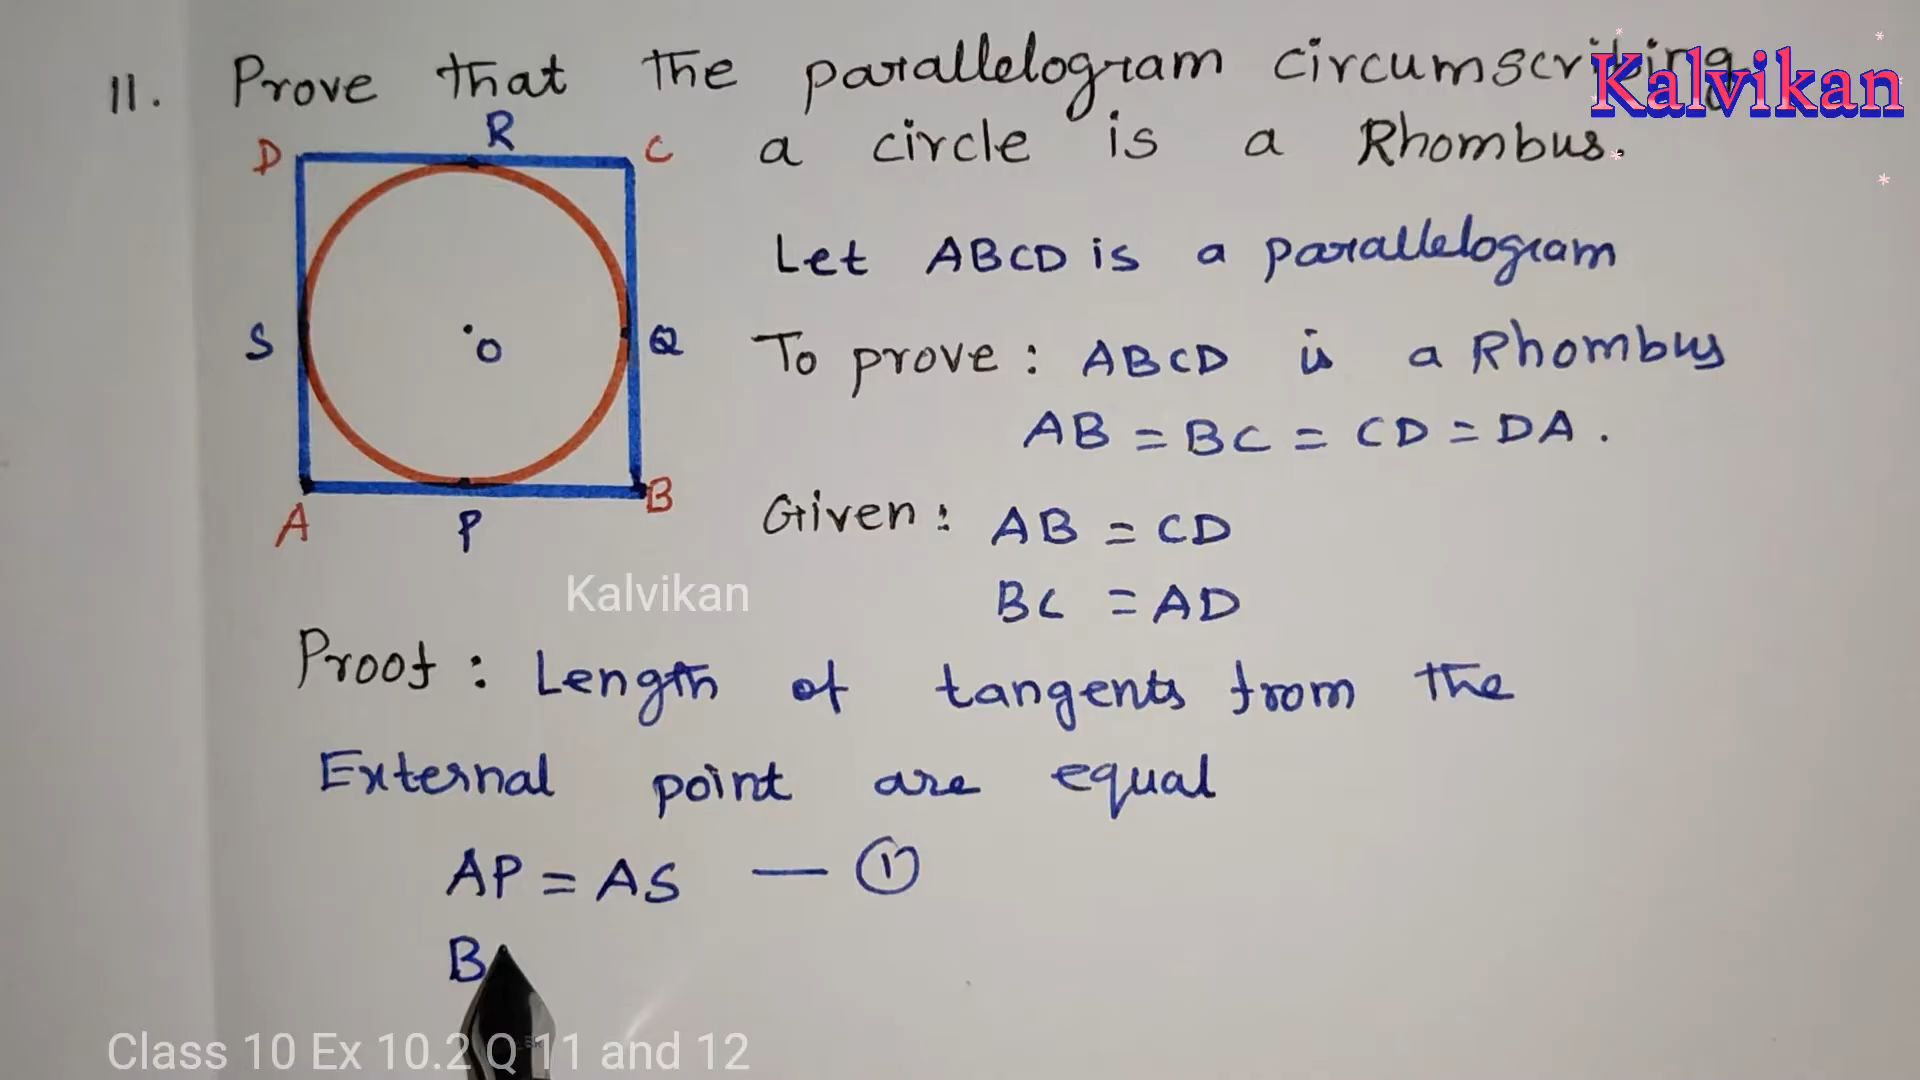 11. Prove that the parallelogram circumscribing
Kalvikan
a circle is a Rhombus.
D R C
Let ABCD is a parallelogram
S O Q
To prove : ABCD is a Rhombus
AB = BC = CD = DA .
A P B
Given : AB = CD
BC = AD
Kalvikan
Proof : Length of tangents from the
External point are equal
AP = AS — ①
B
Class 10 Ex 10.2 Q 11 and 12